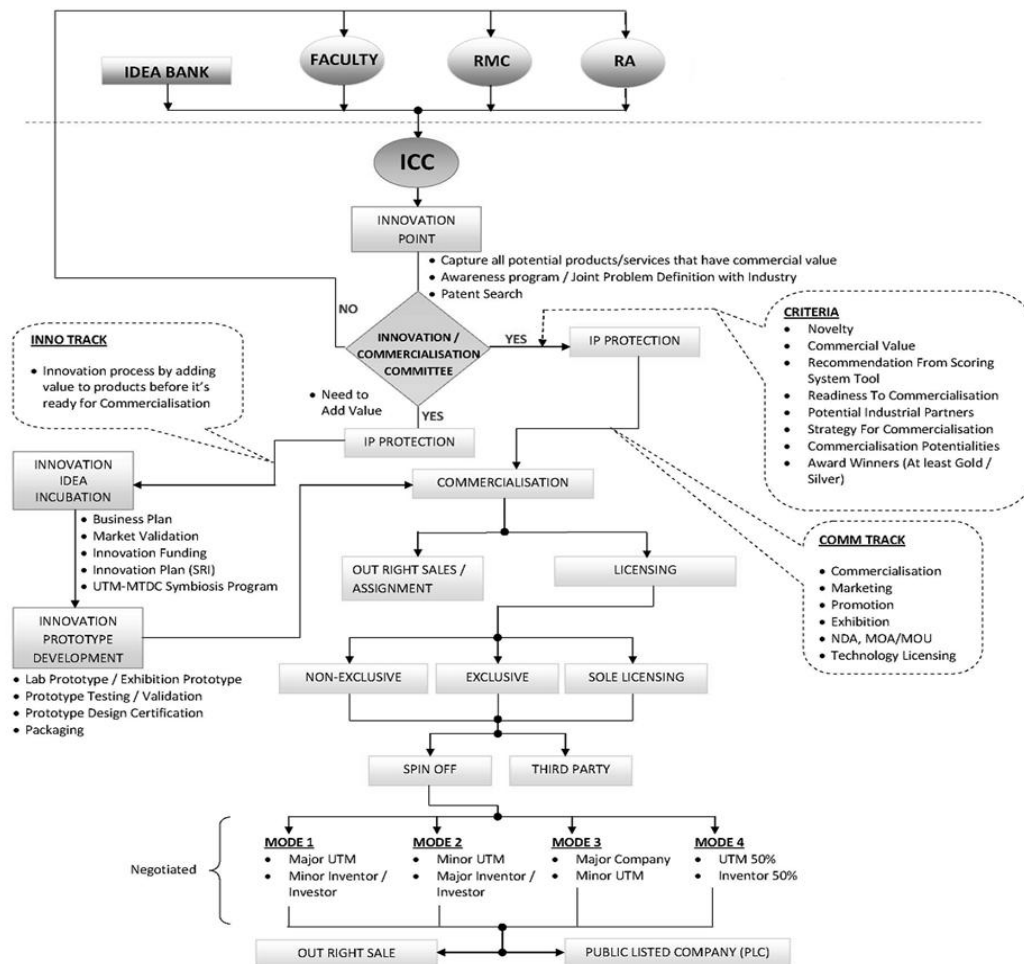 IDEA BANK
FACULTY
RMC
RA
ICC
INNOVATION
POINT
• Capture all potential products/services that have commercial value
• Awareness program / Joint Problem Definition with Industry
• Patent Search
NO
INNOVATION /
COMMERCIALISATION
COMMITTEE
YES
IP PROTECTION
CRITERIA
• Novelty
• Commercial Value
• Recommendation From Scoring
System Tool
• Readiness To Commercialisation
• Potential Industrial Partners
• Strategy For Commercialisation
• Commercialisation Potentialities
• Award Winners (At least Gold /
Silver)
INNO TRACK
• Innovation process by adding
value to products before it's
ready for Commercialisation
• Need to
Add Value
YES
IP PROTECTION
INNOVATION
IDEA
INCUBATION
• Business Plan
• Market Validation
• Innovation Funding
• Innovation Plan (SRI)
• UTM-MTDC Symbiosis Program
COMMERCIALISATION
COMM TRACK
• Commercialisation
• Marketing
• Promotion
• Exhibition
• NDA, MOA/MOU
• Technology Licensing
OUT RIGHT SALES /
ASSIGNMENT
LICENSING
INNOVATION
PROTOTYPE
DEVELOPMENT
• Lab Prototype / Exhibition Prototype
• Prototype Testing / Validation
• Prototype Design Certification
• Packaging
NON-EXCLUSIVE
EXCLUSIVE
SOLE LICENSING
SPIN OFF
THIRD PARTY
Negotiated
MODE 1
• Major UTM
• Minor Inventor /
Investor
MODE 2
• Minor UTM
• Major Inventor /
Investor
MODE 3
• Major Company
• Minor UTM
MODE 4
• UTM 50%
• Inventor 50%
OUT RIGHT SALE
PUBLIC LISTED COMPANY (PLC)